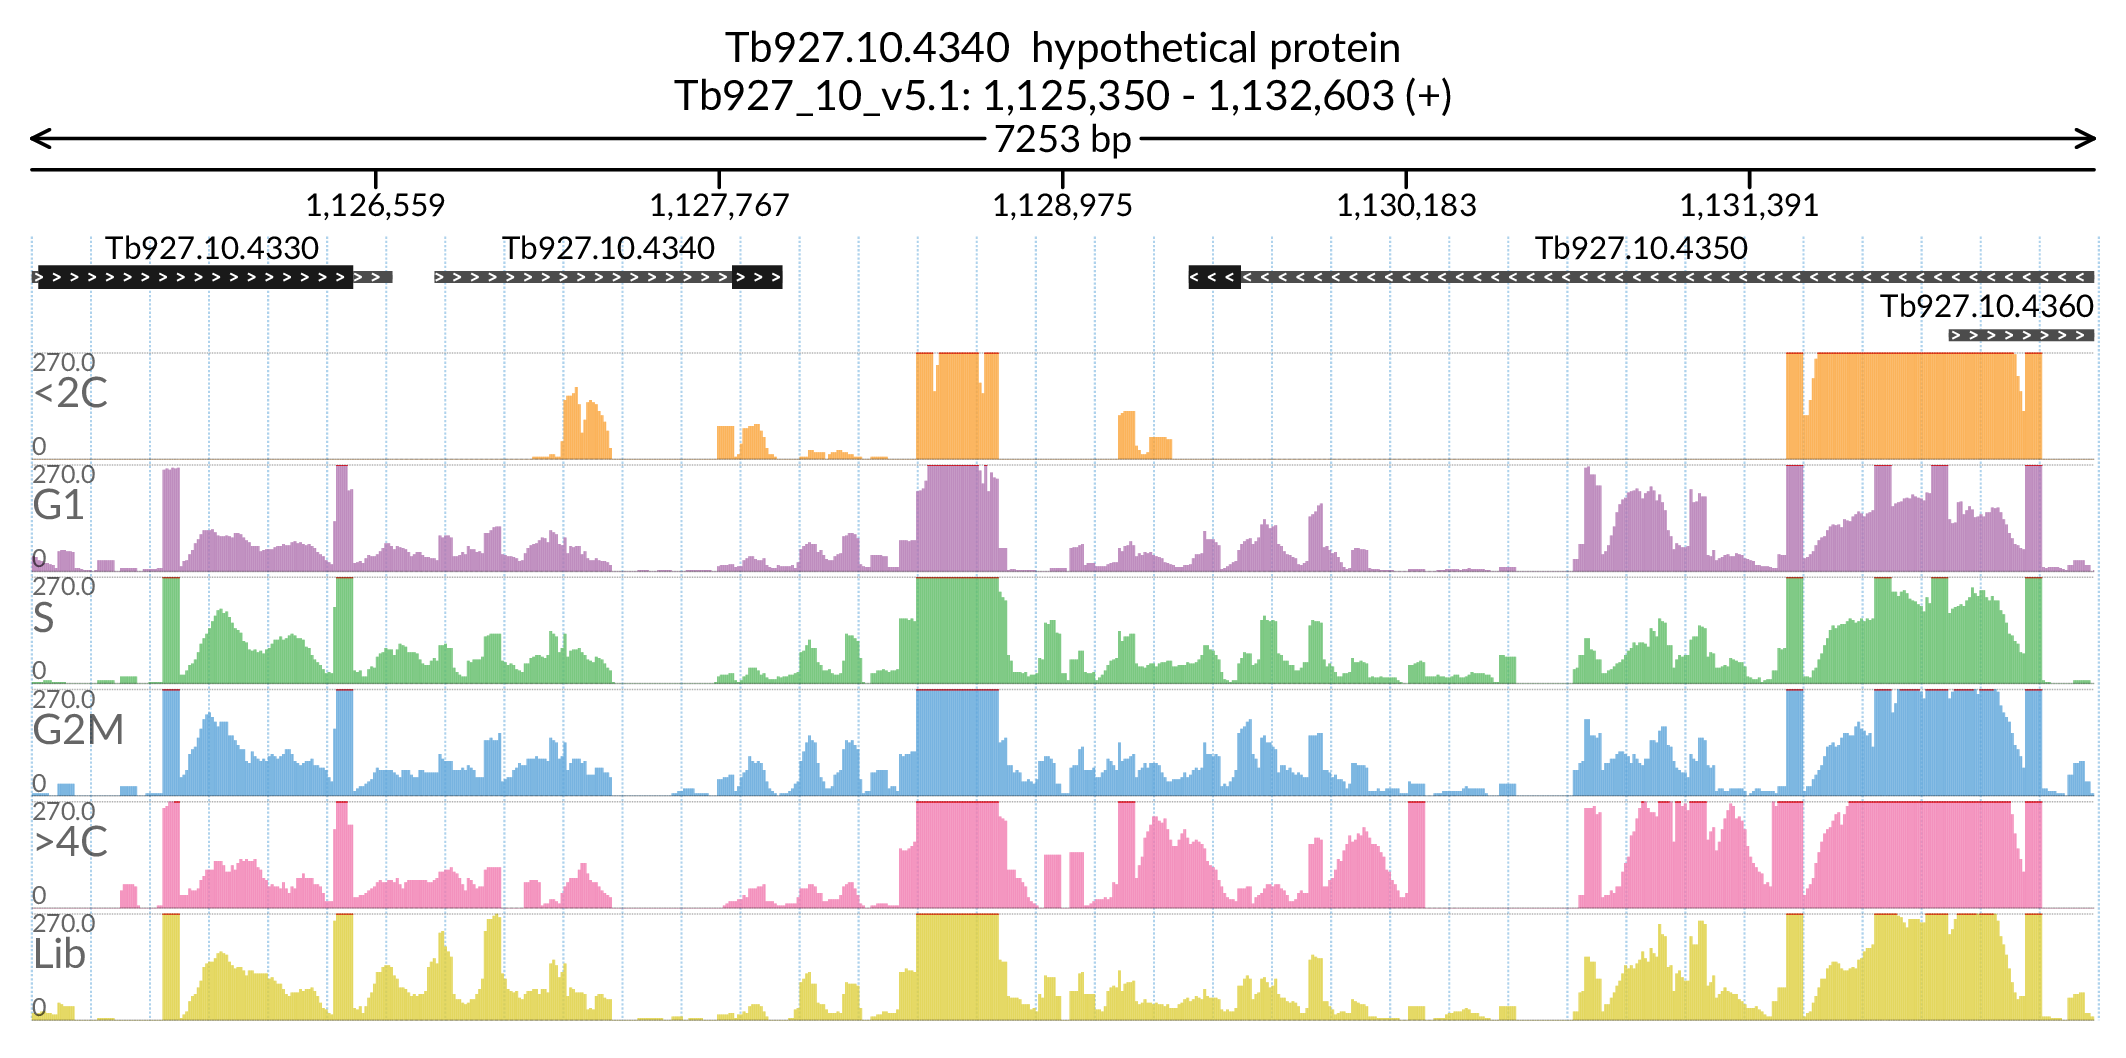 Tb927.10.4340  hypothetical protein
Tb927_10_v5.1: 1,125,350 - 1,132,603 (+)
7253 bp
1,126,559 1,127,767 1,128,975 1,130,183 1,131,391
Tb927.10.4330 Tb927.10.4340 Tb927.10.4350
Tb927.10.4360
270.0
<2C
0
270.0
G1
0
270.0
S
0
270.0
G2M
0
270.0
>4C
0
270.0
Lib
0